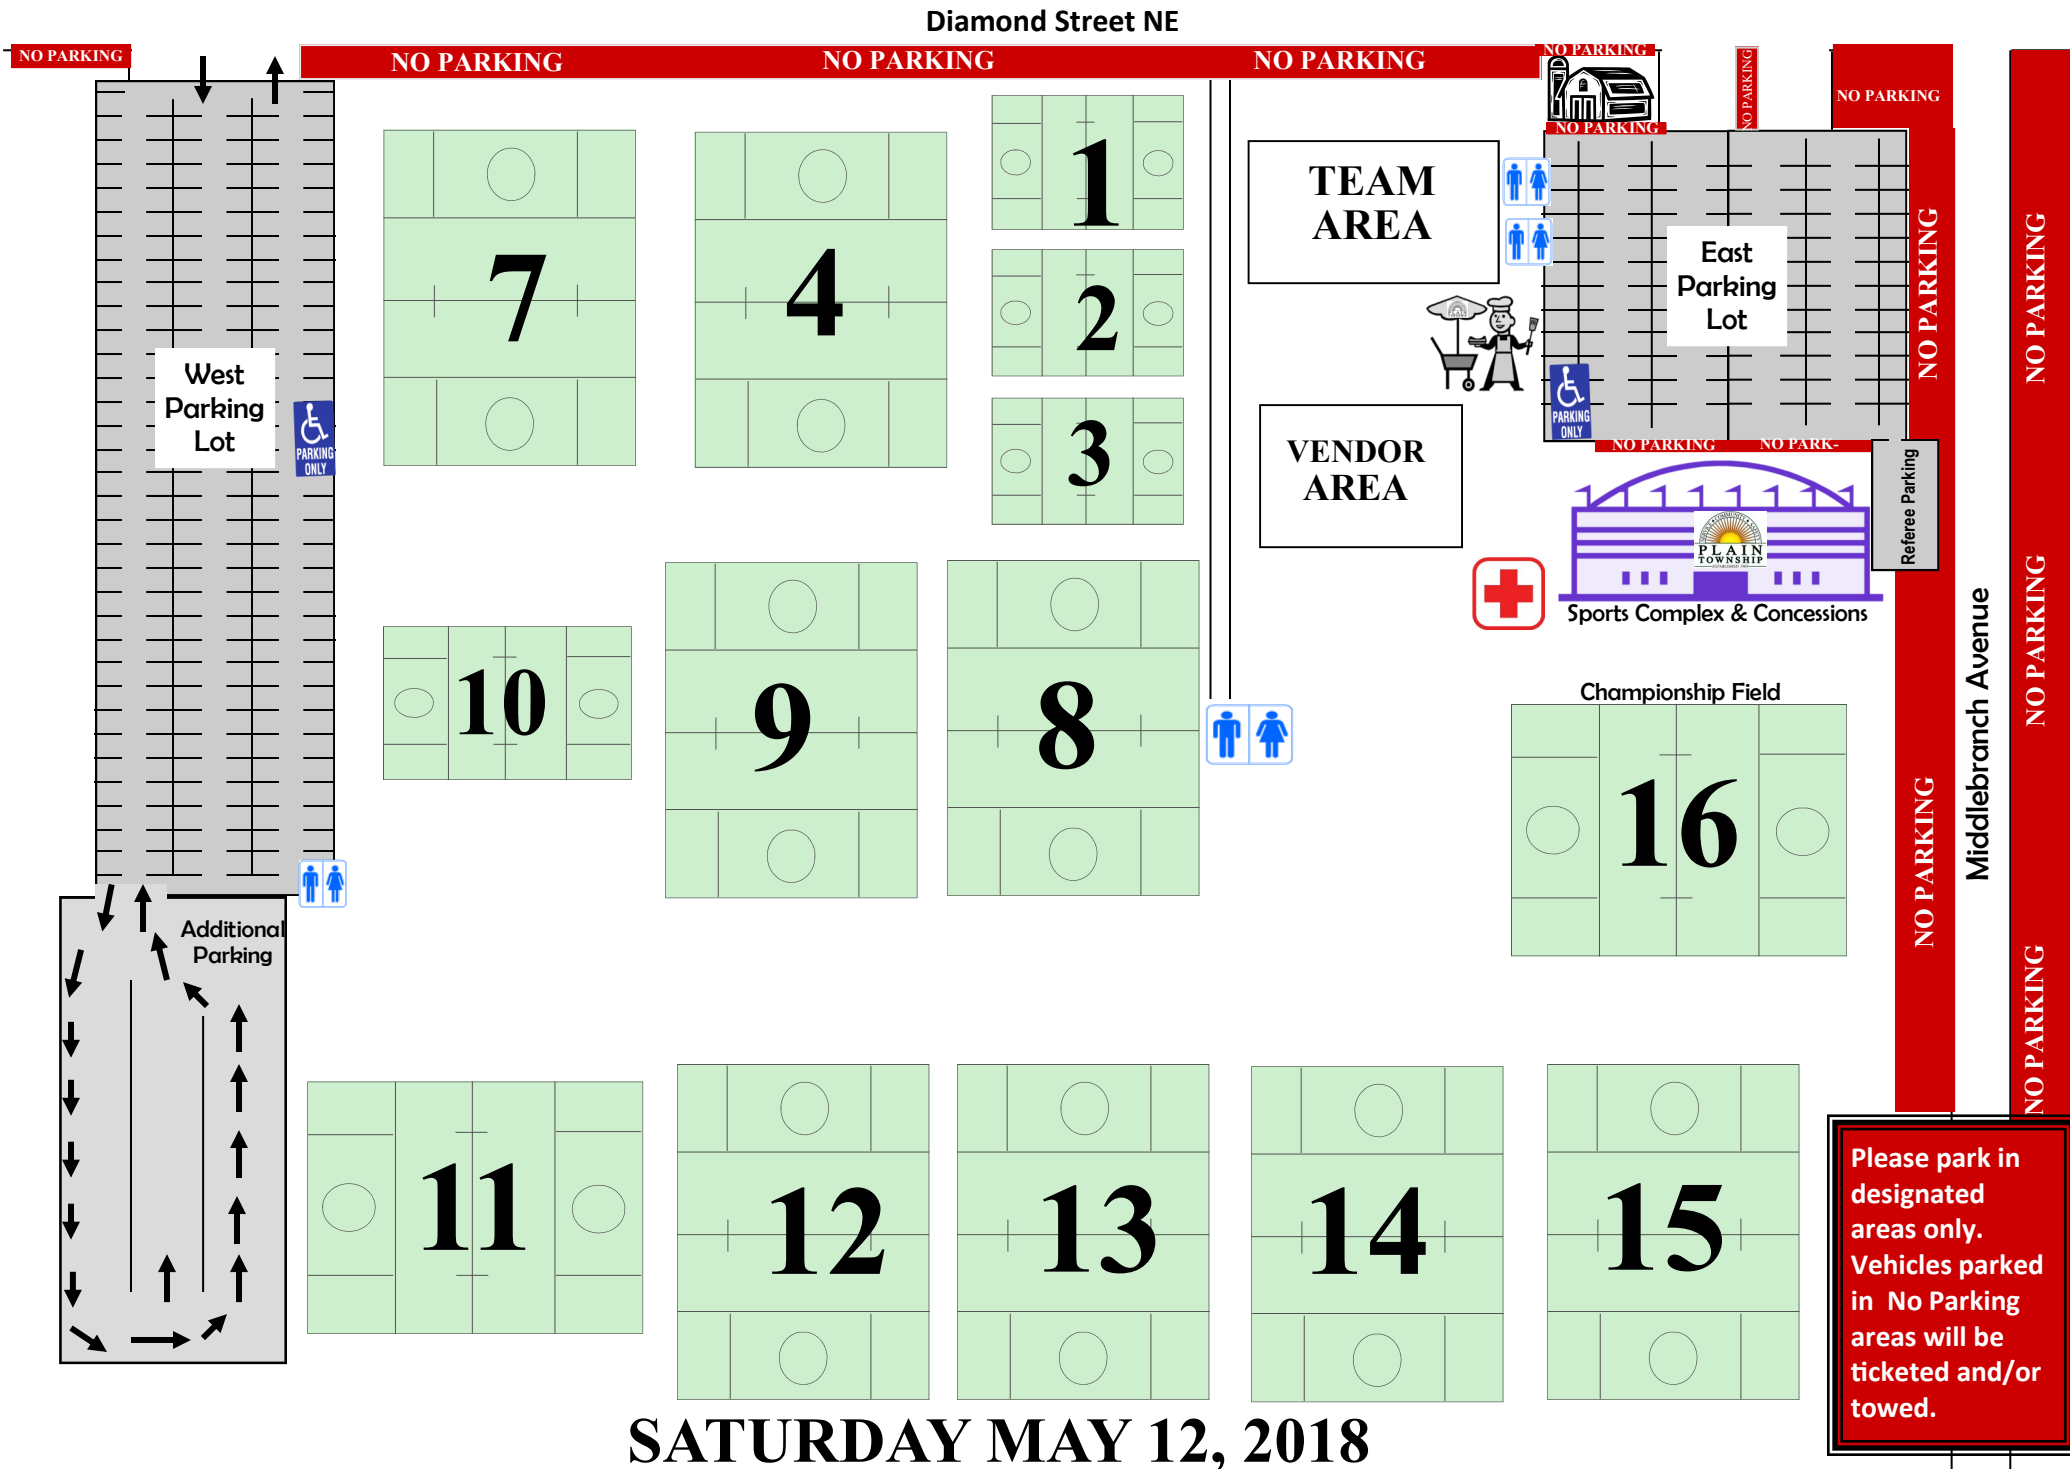 Diamond Street NE
NO PARKING
NO PARKING
NO PARKING
NO PARKING
NO PARKING
NO PARKING
NO PARKING
NO PARKING
7
4
1
2
3
TEAM
AREA
East
Parking
Lot
NO PARKING
NO PARKING
West
Parking
Lot
PARKING
ONLY
PLAIN
PARKING
ONLY
VENDOR
AREA
NO PARKING
NO PARK-
Referee Parking
PLAIN
TOWNSHIP
Sports Complex & Concessions
NO PARKING
Middlebranch Avenue
10
9
8
Championship Field
16
NO PARKING
NO PARKING
Additional
Parking
11
12
13
14
15
Please park in
designated
areas only.
Vehicles parked
in No Parking
areas will be
ticketed and/or
towed.
SATURDAY MAY 12, 2018